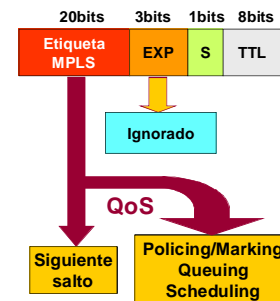 20bits 3bits 1bits 8bits
Etiqueta
MPLS
EXP S TTL
Ignorado
QoS
Siguiente
salto
Policing/Marking
Queuing
Scheduling